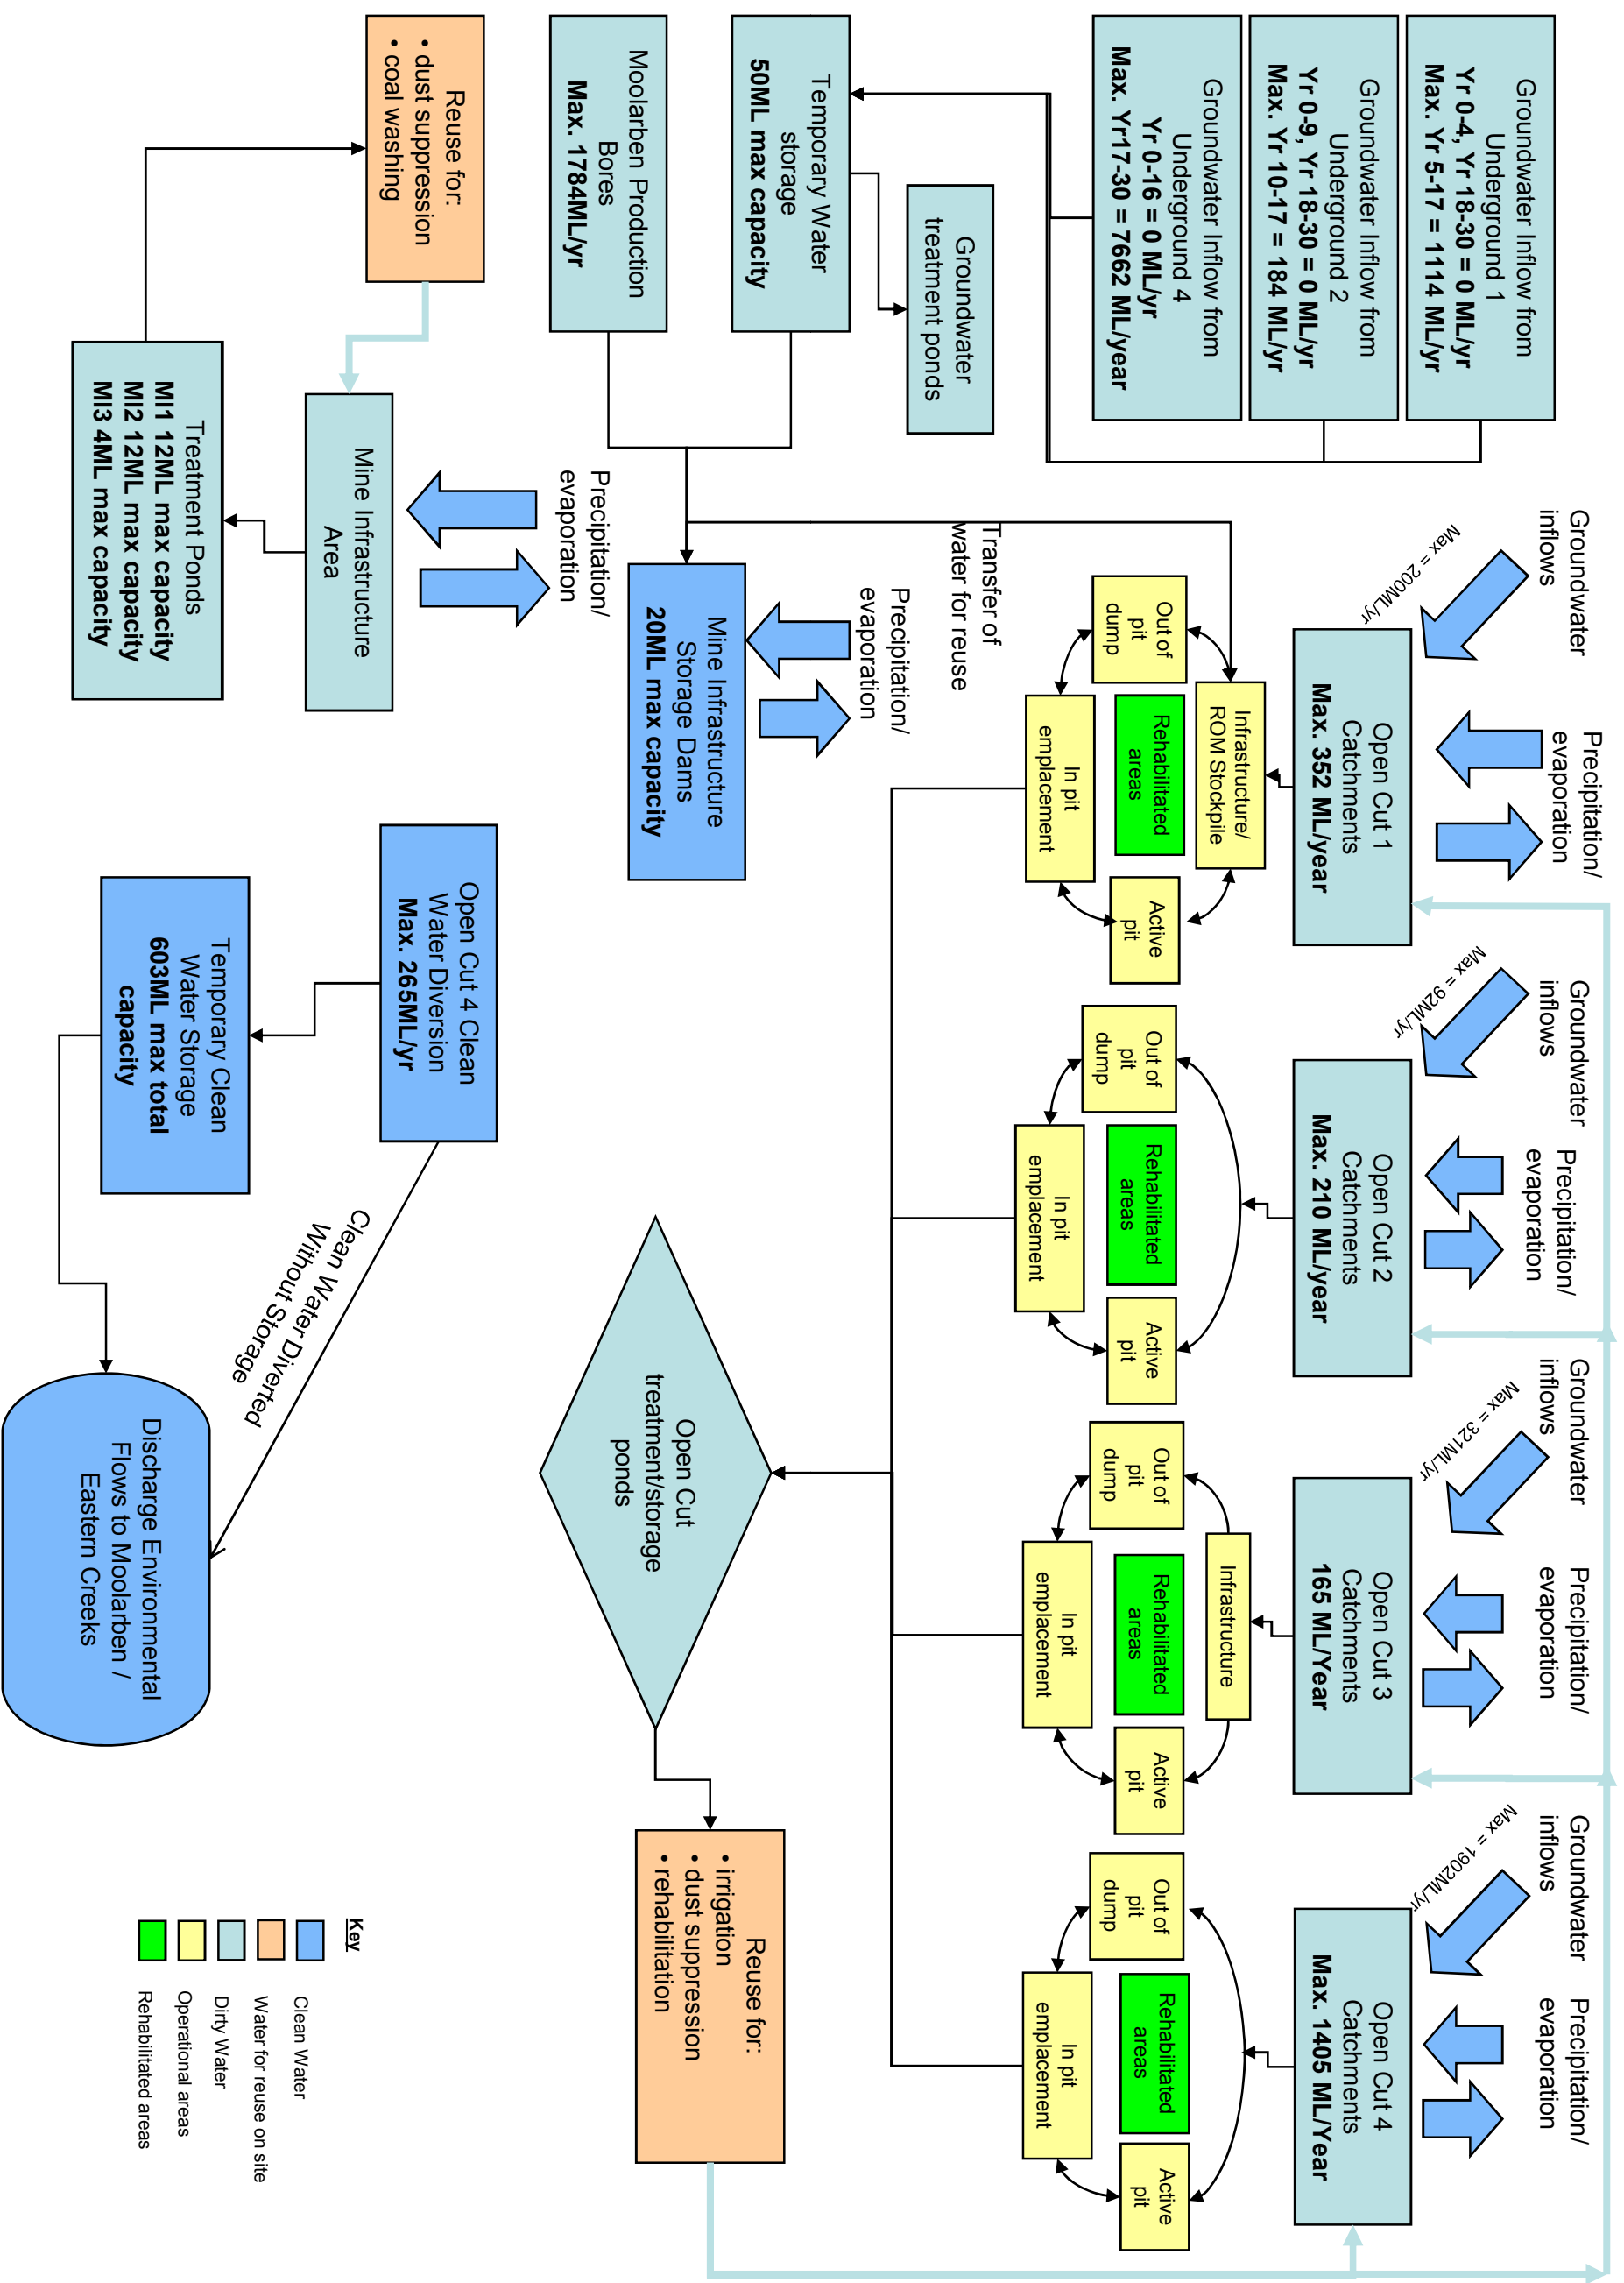 Groundwater Inflow from
Underground 1
Yr 0-4, Yr 18-30 = 0 ML/yr
Max. Yr 5-17 = 1114 ML/yr
Groundwater Inflow from
Underground 2
Yr 0-9, Yr 18-30 = 0 ML/yr
Max. Yr 10-17 = 184 ML/yr
Groundwater Inflow from
Underground 4
Yr 0-16 = 0 ML/yr
Max. Yr17-30 = 7662 ML/year
Groundwater
treatment ponds
Temporary Water
storage
50ML max capacity
Moolarben Production
Bores
Max. 1784ML/yr
Reuse for:
• dust suppression
• coal washing
Groundwater
inflows
Max = 200ML/yr
Precipitation/
evaporation
Open Cut 1
Catchments
Max. 352 ML/year
Infrastructure/
ROM Stockpile
Out of
pit
dump
Rehabilitated
areas
Active
pit
In pit
emplacement
Groundwater
inflows
Max = 92ML/yr
Precipitation/
evaporation
Open Cut 2
Catchments
Max. 210 ML/year
Out of
pit
dump
Rehabilitated
areas
Active
pit
In pit
emplacement
Groundwater
inflows
Max = 321ML/yr
Precipitation/
evaporation
Open Cut 3
Catchments
165 ML/Year
Infrastructure
Out of
pit
dump
Rehabilitated
areas
Active
pit
In pit
emplacement
Groundwater
inflows
Max = 1902ML/yr
Precipitation/
evaporation
Open Cut 4
Catchments
Max. 1405 ML/Year
Out of
pit
dump
Rehabilitated
areas
Active
pit
In pit
emplacement
Transfer of
water for reuse
Precipitation/
evaporation
Mine Infrastructure
Storage Dams
20ML max capacity
Precipitation/
evaporation
Mine Infrastructure
Area
Treatment Ponds
MI1 12ML max capacity
MI2 12ML max capacity
MI3 4ML max capacity
Open Cut 4 Clean
Water Diversion
Max. 265ML/yr
Temporary Clean
Water Storage
603ML max total
capacity
Clean Water Diverted
Without Storage
Discharge Environmental
Flows to Moolarben /
Eastern Creeks
Open Cut
treatment/storage
ponds
Reuse for:
• irrigation
• dust suppression
• rehabilitation
Key
Clean Water
Water for reuse on site
Dirty Water
Operational areas
Rehabilitated areas